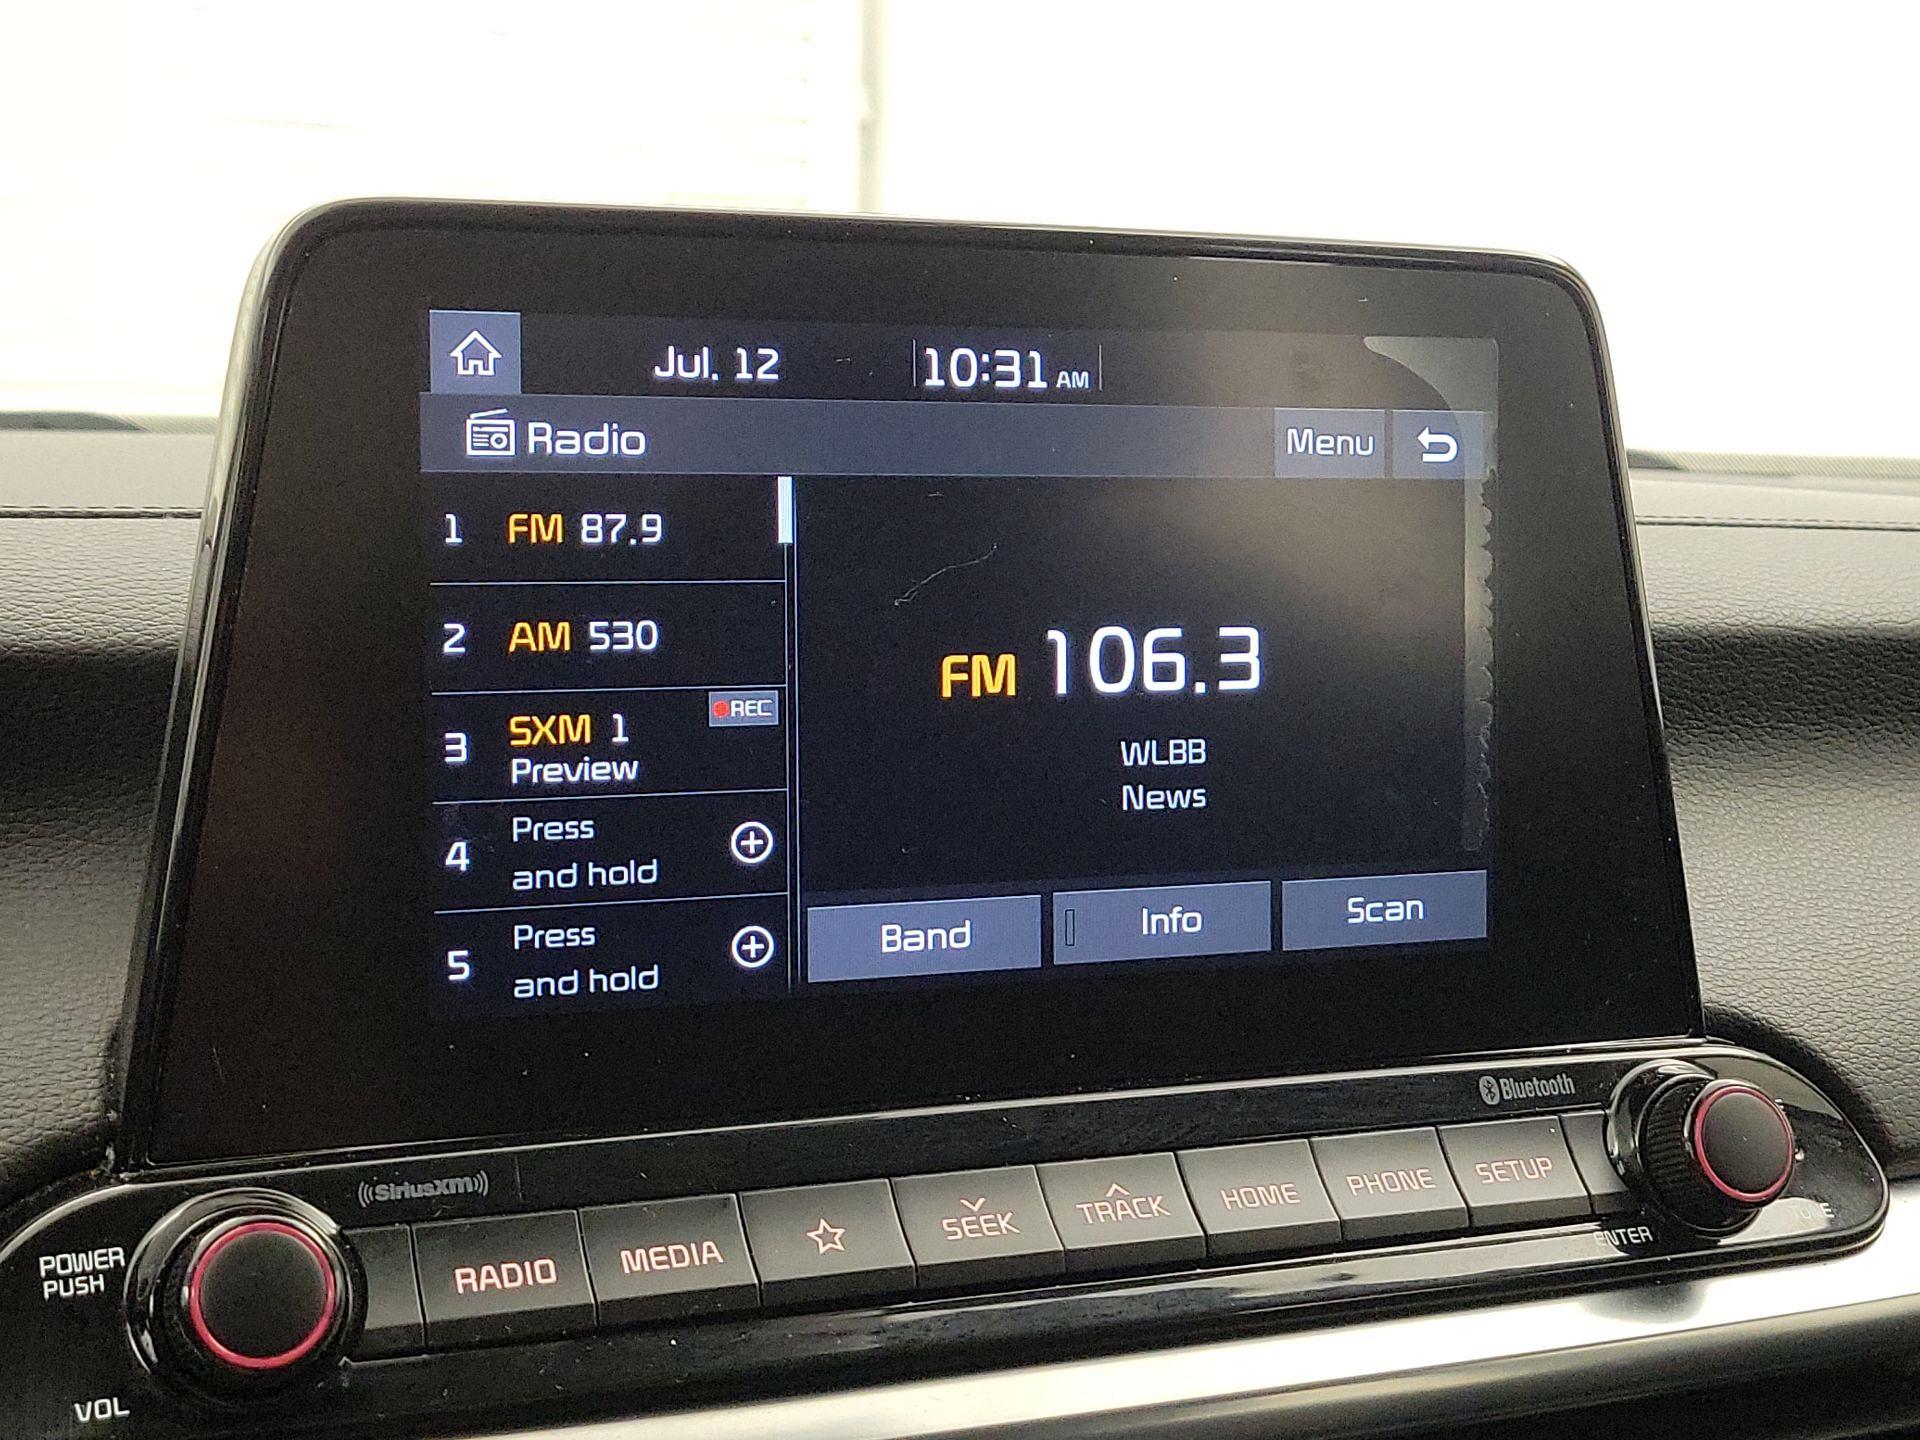 Jul. 12
10:31 AM
Radio
Menu
1 FM 87.9
2 AM 530
3 SXM 1
REC
Preview
4 Press
and hold
5 Press
and hold
FM 106.3
WLBB
News
Band
Info
Scan
Bluetooth
((SiriusXM))
POWER
PUSH
VOL
RADIO
MEDIA
SEEK
TRACK
HOME
PHONE
SETUP
ENTER
TUNE